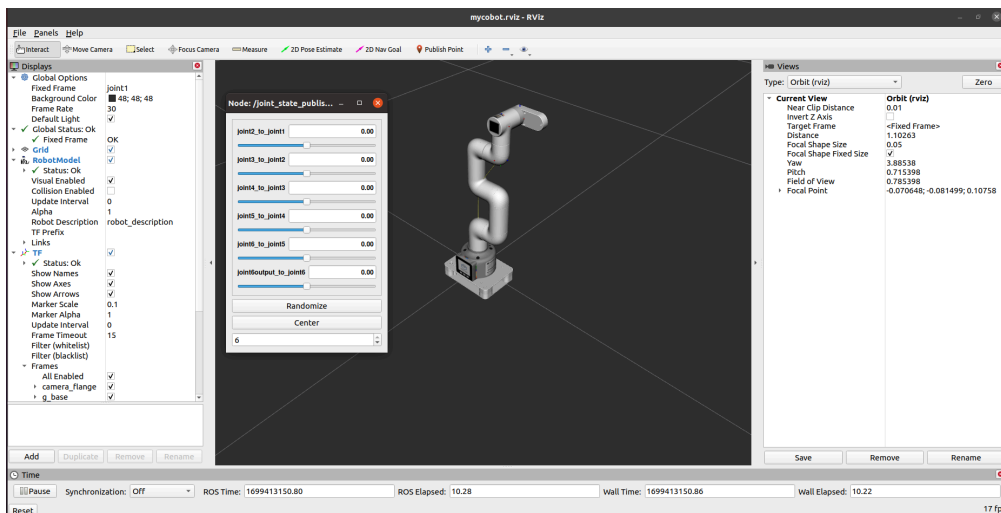 mycobot.rviz - RViz
File Panels Help
Interact Move Camera Select Focus Camera Measure 2D Pose Estimate 2D Nav Goal Publish Point
Displays
Global Options
Fixed Frame joint1
Background Color 48; 48; 48
Frame Rate 30
Default Light
Global Status: Ok
Fixed Frame OK
Grid
RobotModel
Status: Ok
Visual Enabled
Collision Enabled
Update Interval 0
Alpha 1
Robot Description robot_description
TF Prefix
Links
TF
Status: Ok
Show Names
Show Axes
Show Arrows
Marker Scale 0.1
Marker Alpha 1
Update Interval 0
Frame Timeout 15
Filter (whitelist)
Filter (blacklist)
Frames
All Enabled
camera_flange
g_base
Add Duplicate Remove Rename
Node: /joint_state_publis...
joint2_to_joint1 0.00
joint3_to_joint2 0.00
joint4_to_joint3 0.00
joint5_to_joint4 0.00
joint6_to_joint5 0.00
joint6output_to_joint6 0.00
Randomize
Center
6
Views
Type: Orbit (rviz) Zero
Current View Orbit (rviz)
Near Clip Distance 0.01
Invert Z Axis
Target Frame <Fixed Frame>
Distance 1.10263
Focal Shape Size 0.05
Focal Shape Fixed Size
Yaw 3.88538
Pitch 0.715398
Field of View 0.785398
Focal Point -0.070648; -0.081499; 0.10758
Save Remove Rename
Time
Pause Synchronization: Off ROS Time: 1699413150.80 ROS Elapsed: 10.28 Wall Time: 1699413150.86 Wall Elapsed: 10.22
Reset 17 fp